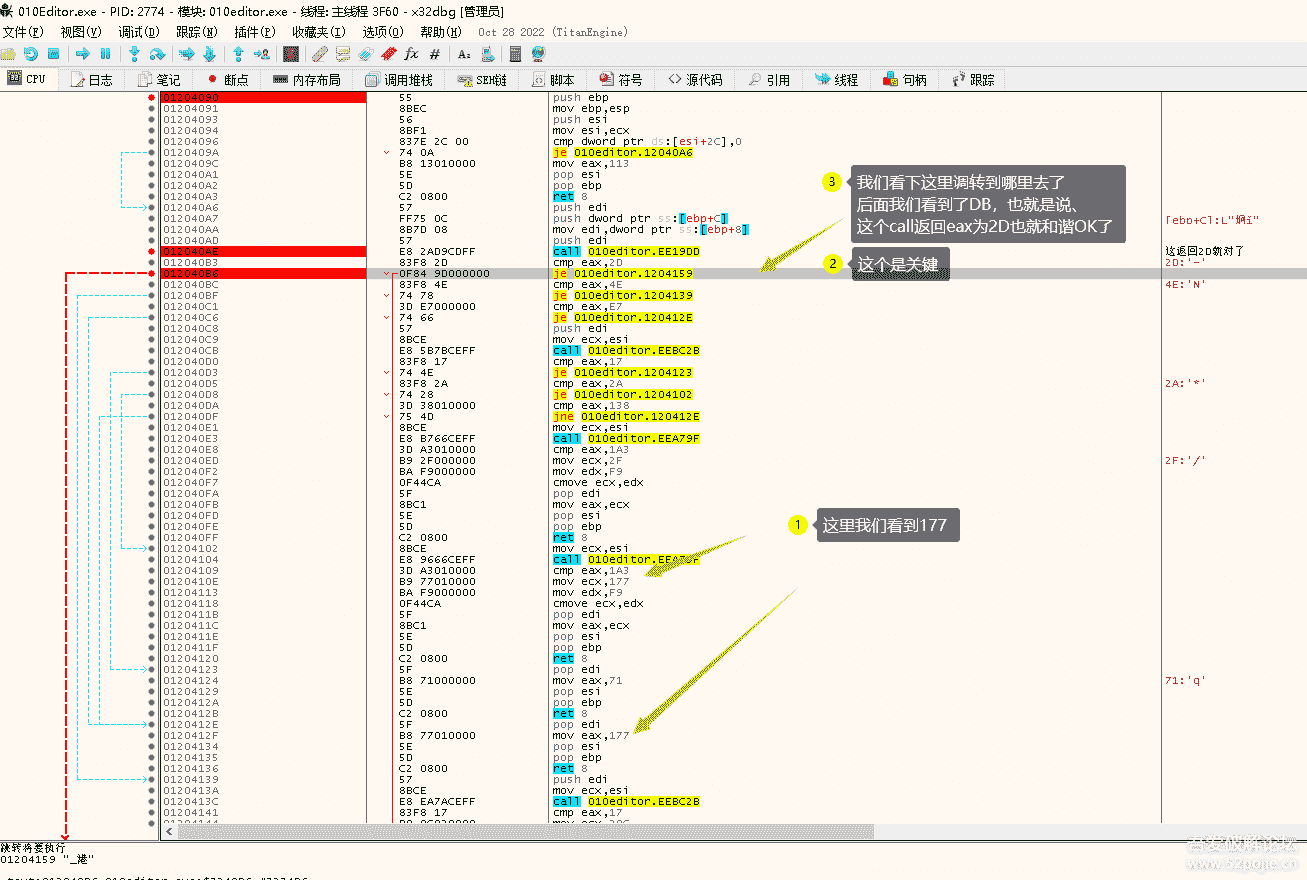 010Editor.exe - PID: 2774 - 模块: 010editor.exe - 线程: 主线程 3F60 - x32dbg [管理员]
文件(F) 视图(V) 调试(D) 跟踪(N) 插件(P) 收藏夹(I) 选项(O) 帮助(H) Oct 28 2022 (TitanEngine)
CPU 日志 笔记 断点 内存布局 调用堆栈 SEH链 脚本 符号 源代码 引用 线程 句柄 跟踪
01204090 55 push ebp
01204091 8BEC mov ebp,esp
01204093 56 push esi
01204094 8BF1 mov esi,ecx
01204096 837E 2C 00 cmp dword ptr ds:[esi+2C],0
0120409A 74 0A je 010editor.12040A6
0120409C B8 13010000 mov eax,113
012040A1 5E pop esi
012040A2 5D pop ebp
012040A3 C2 0800 ret 8
012040A6 57 push edi
012040A7 FF75 0C push dword ptr ss:[ebp+C]
012040AA 8B7D 08 mov edi,dword ptr ss:[ebp+8]
012040AD 57 push edi
012040AE E8 2AD9CDFF call 010editor.EE19DD 这返回2D就对了
012040B3 83F8 2D cmp eax,2D 2D:'-'
012040B6 0F84 9D000000 je 010editor.1204159
012040BC 83F8 4E cmp eax,4E 4E:'N'
012040BF 74 78 je 010editor.1204139
012040C1 3D E7000000 cmp eax,E7
012040C6 74 66 je 010editor.120412E
012040C8 57 push edi
012040C9 8BCE mov ecx,esi
012040CB E8 5B7BCEFF call 010editor.EEBC2B
012040D0 83F8 17 cmp eax,17
012040D3 74 4E je 010editor.1204123
012040D5 83F8 2A cmp eax,2A 2A:'*'
012040D8 74 28 je 010editor.1204102
012040DA 3D 38010000 cmp eax,138
012040DF 75 4D jne 010editor.120412E
012040E1 8BCE mov ecx,esi
012040E3 E8 B766CEFF call 010editor.EEA79F
012040E8 3D A3010000 cmp eax,1A3
012040ED B9 2F000000 mov ecx,2F 2F:'/'
012040F2 BA F9000000 mov edx,F9
012040F7 0F44CA cmove ecx,edx
012040FA 5F pop edi
012040FB 8BC1 mov eax,ecx
012040FD 5E pop esi
012040FE 5D pop ebp
012040FF C2 0800 ret 8
01204102 8BCE mov ecx,esi
01204104 E8 9666CEFF call 010editor.EEA79F
01204109 3D A3010000 cmp eax,1A3
0120410E B9 77010000 mov ecx,177
01204113 BA F9000000 mov edx,F9
01204118 0F44CA cmove ecx,edx
0120411B 5F pop edi
0120411C 8BC1 mov eax,ecx
0120411E 5E pop esi
0120411F 5D pop ebp
01204120 C2 0800 ret 8
01204123 5F pop edi
01204124 B8 71000000 mov eax,71 71:'q'
01204129 5E pop esi
0120412A 5D pop ebp
0120412B C2 0800 ret 8
0120412E 5F pop edi
0120412F B8 77010000 mov eax,177
01204134 5E pop esi
01204135 5D pop ebp
01204136 C2 0800 ret 8
01204139 57 push edi
0120413A 8BCE mov ecx,esi
0120413C E8 EA7ACEFF call 010editor.EEBC2B
01204141 83F8 17 cmp eax,17
3 我们看下这里调转到哪里去了
后面我们看到了DB，也就是说、
这个call返回eax为2D也就和谐OK了
2 这个是关键
1 这里我们看到177
跳转将要执行
01204159 "_港"
吾爱破解论坛
www.52pojie.cn